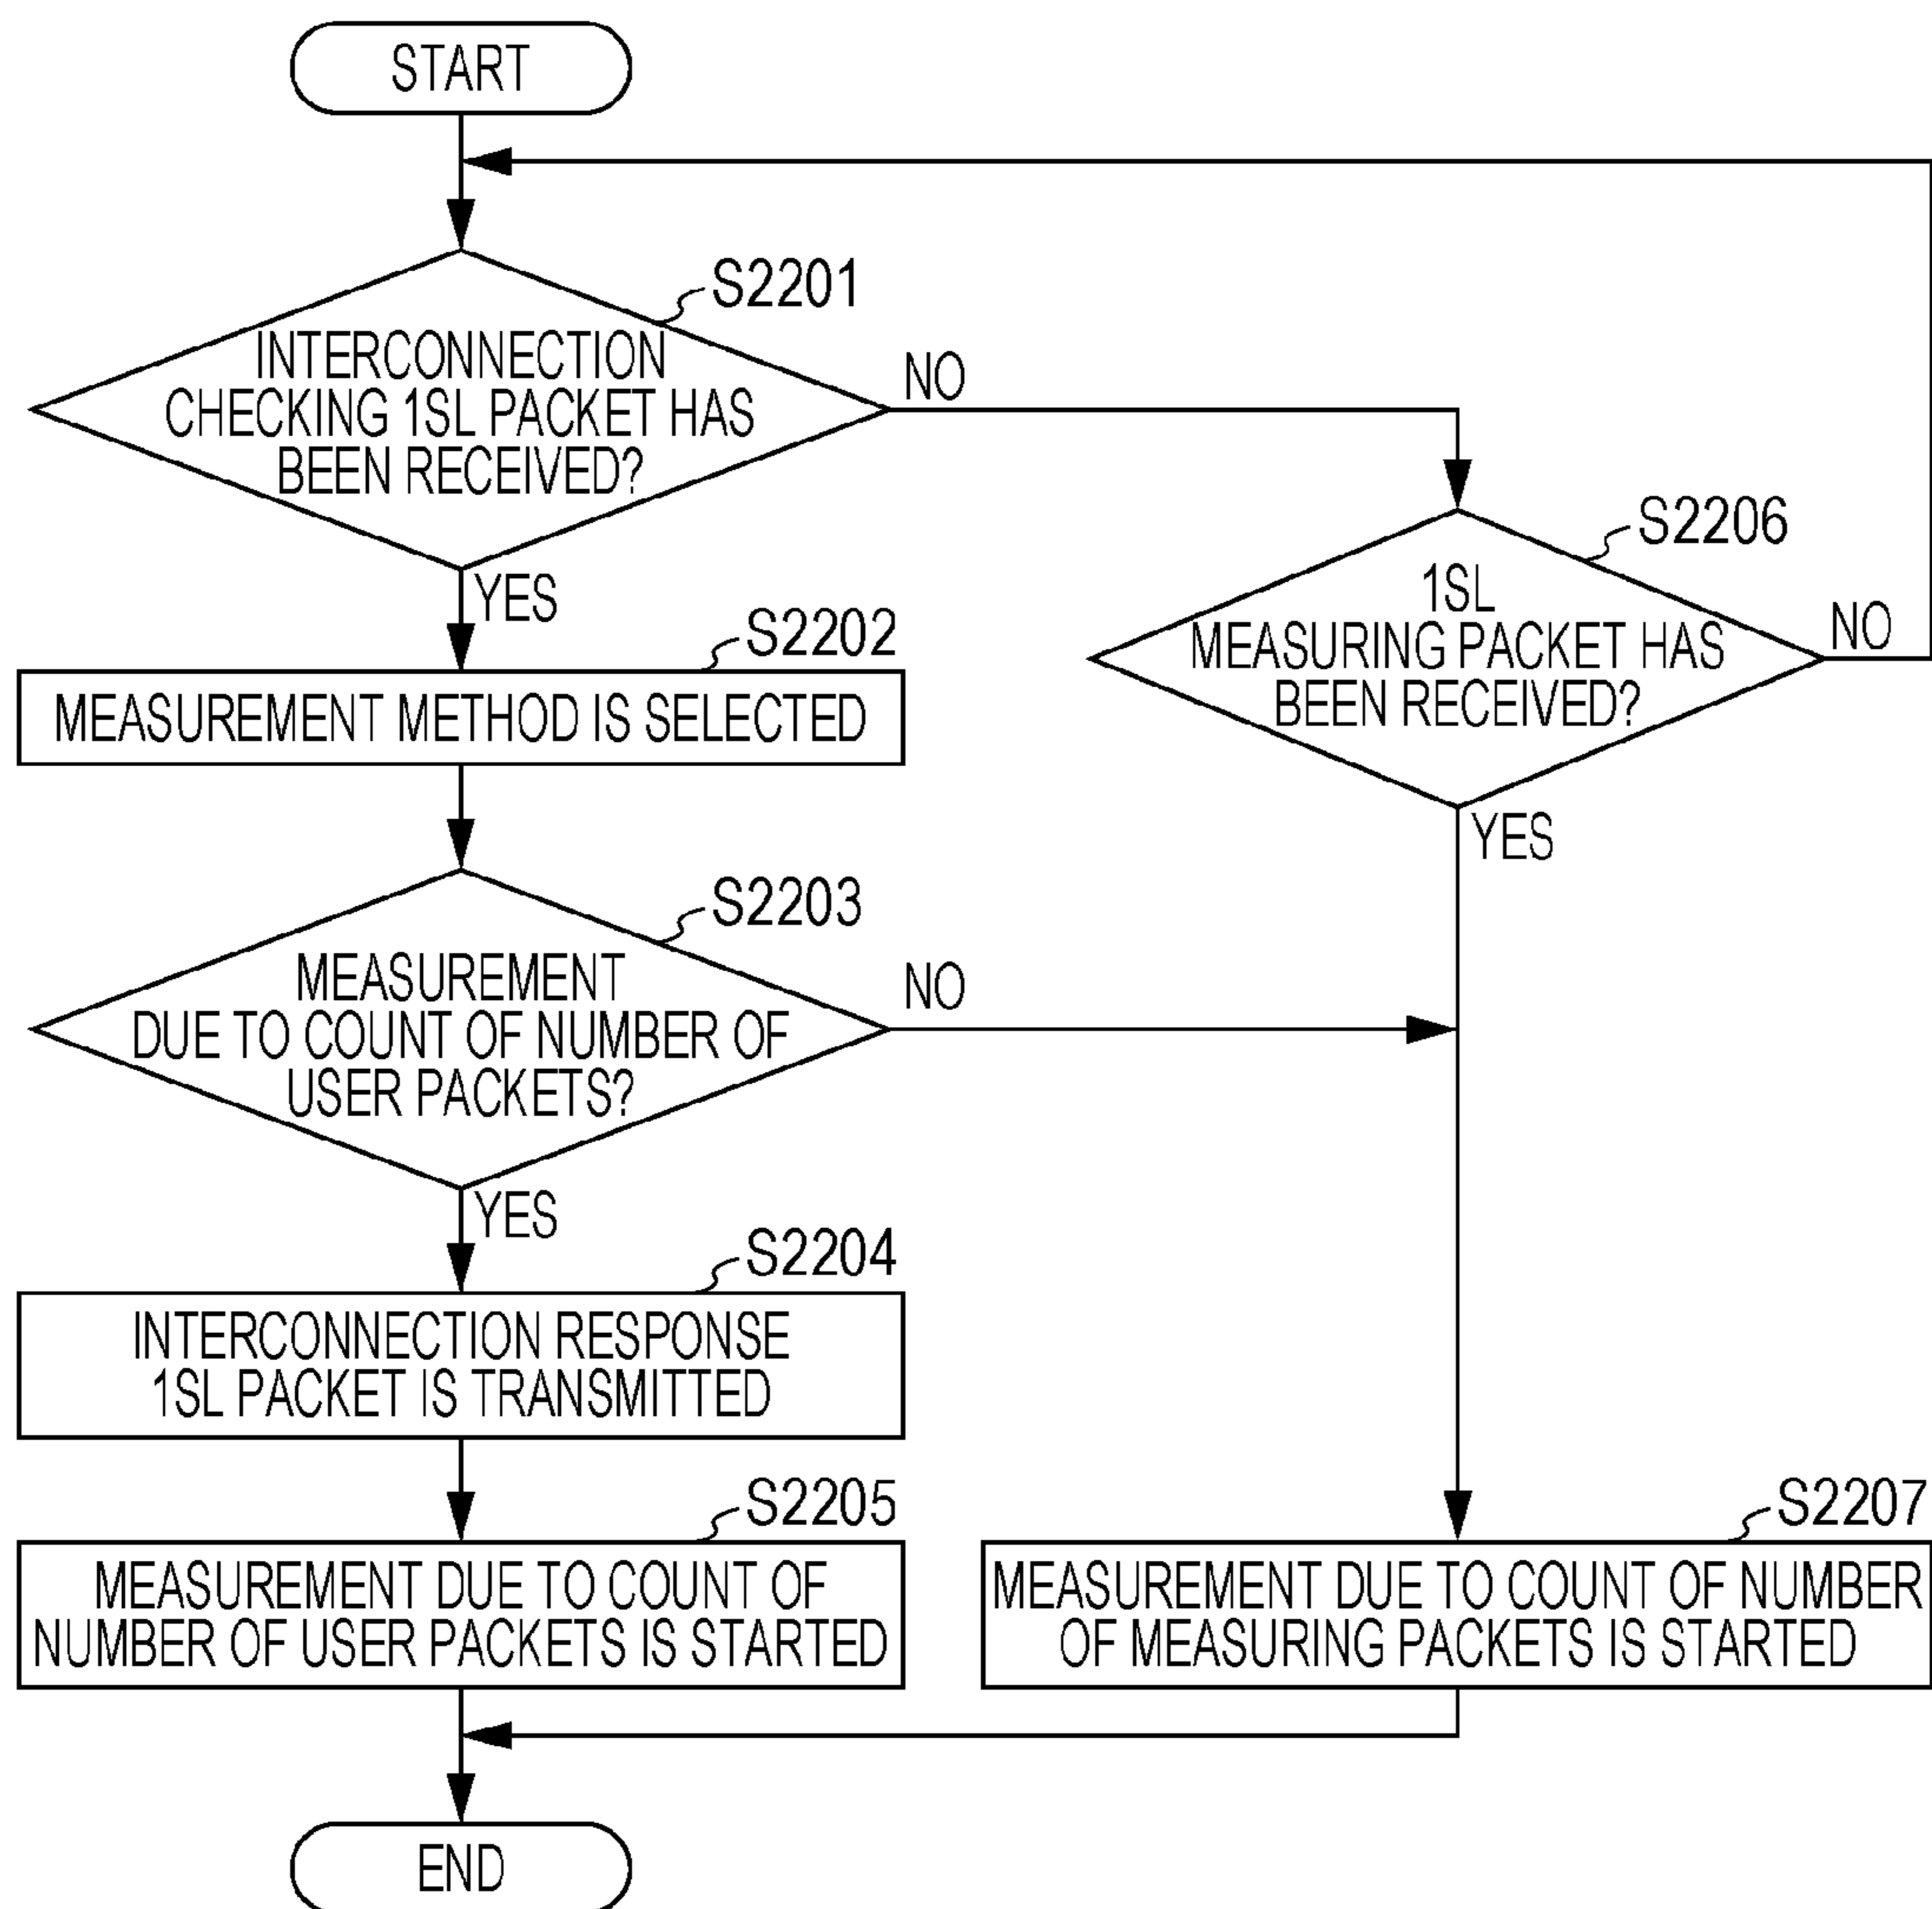 START
S2201
INTERCONNECTION
CHECKING 1SL PACKET HAS
BEEN RECEIVED?
NO
YES
S2206
1SL
MEASURING PACKET HAS
BEEN RECEIVED?
NO
YES
S2202
MEASUREMENT METHOD IS SELECTED
S2203
MEASUREMENT
DUE TO COUNT OF NUMBER OF
USER PACKETS?
NO
YES
S2204
INTERCONNECTION RESPONSE
1SL PACKET IS TRANSMITTED
S2205
MEASUREMENT DUE TO COUNT OF
NUMBER OF USER PACKETS IS STARTED
S2207
MEASUREMENT DUE TO COUNT OF NUMBER
OF MEASURING PACKETS IS STARTED
END